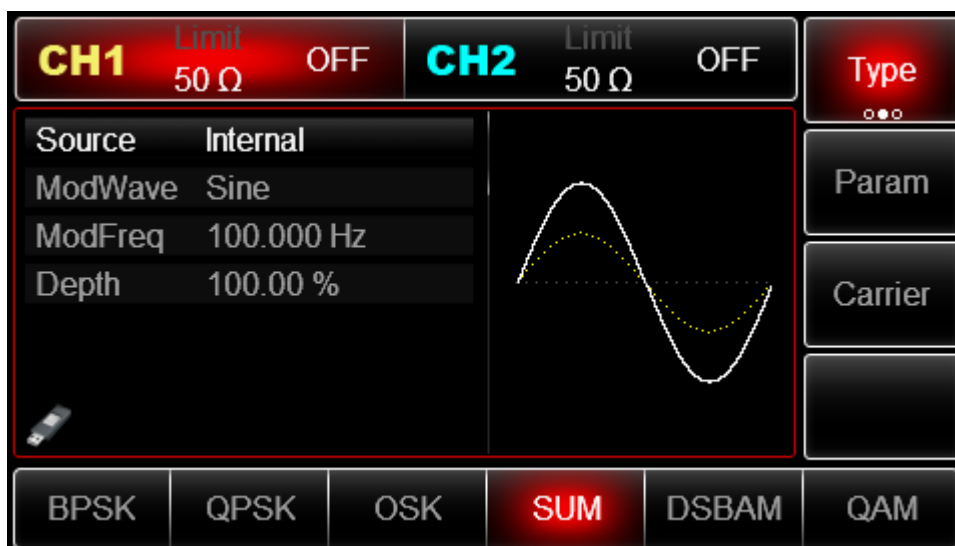 CH1 Limit 50 Ω OFF
CH2 Limit 50 Ω OFF
Type
Source Internal
ModWave Sine
ModFreq 100.000 Hz
Depth 100.00 %
Param
Carrier
BPSK QPSK OSK SUM DSBAM QAM